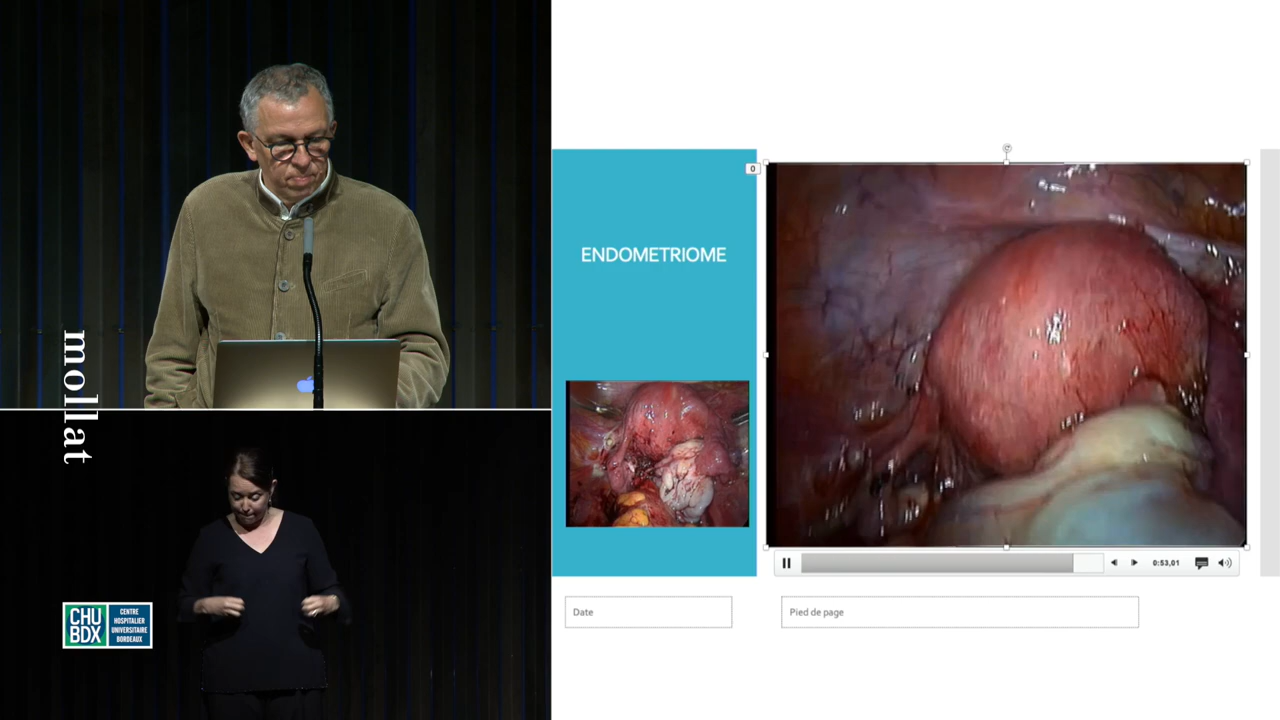 mollat
CHU
BDX
CENTRE
HOSPITALIER
UNIVERSITAIRE
BORDEAUX
0
ENDOMETRIOME
0:53,01
Date
Pied de page